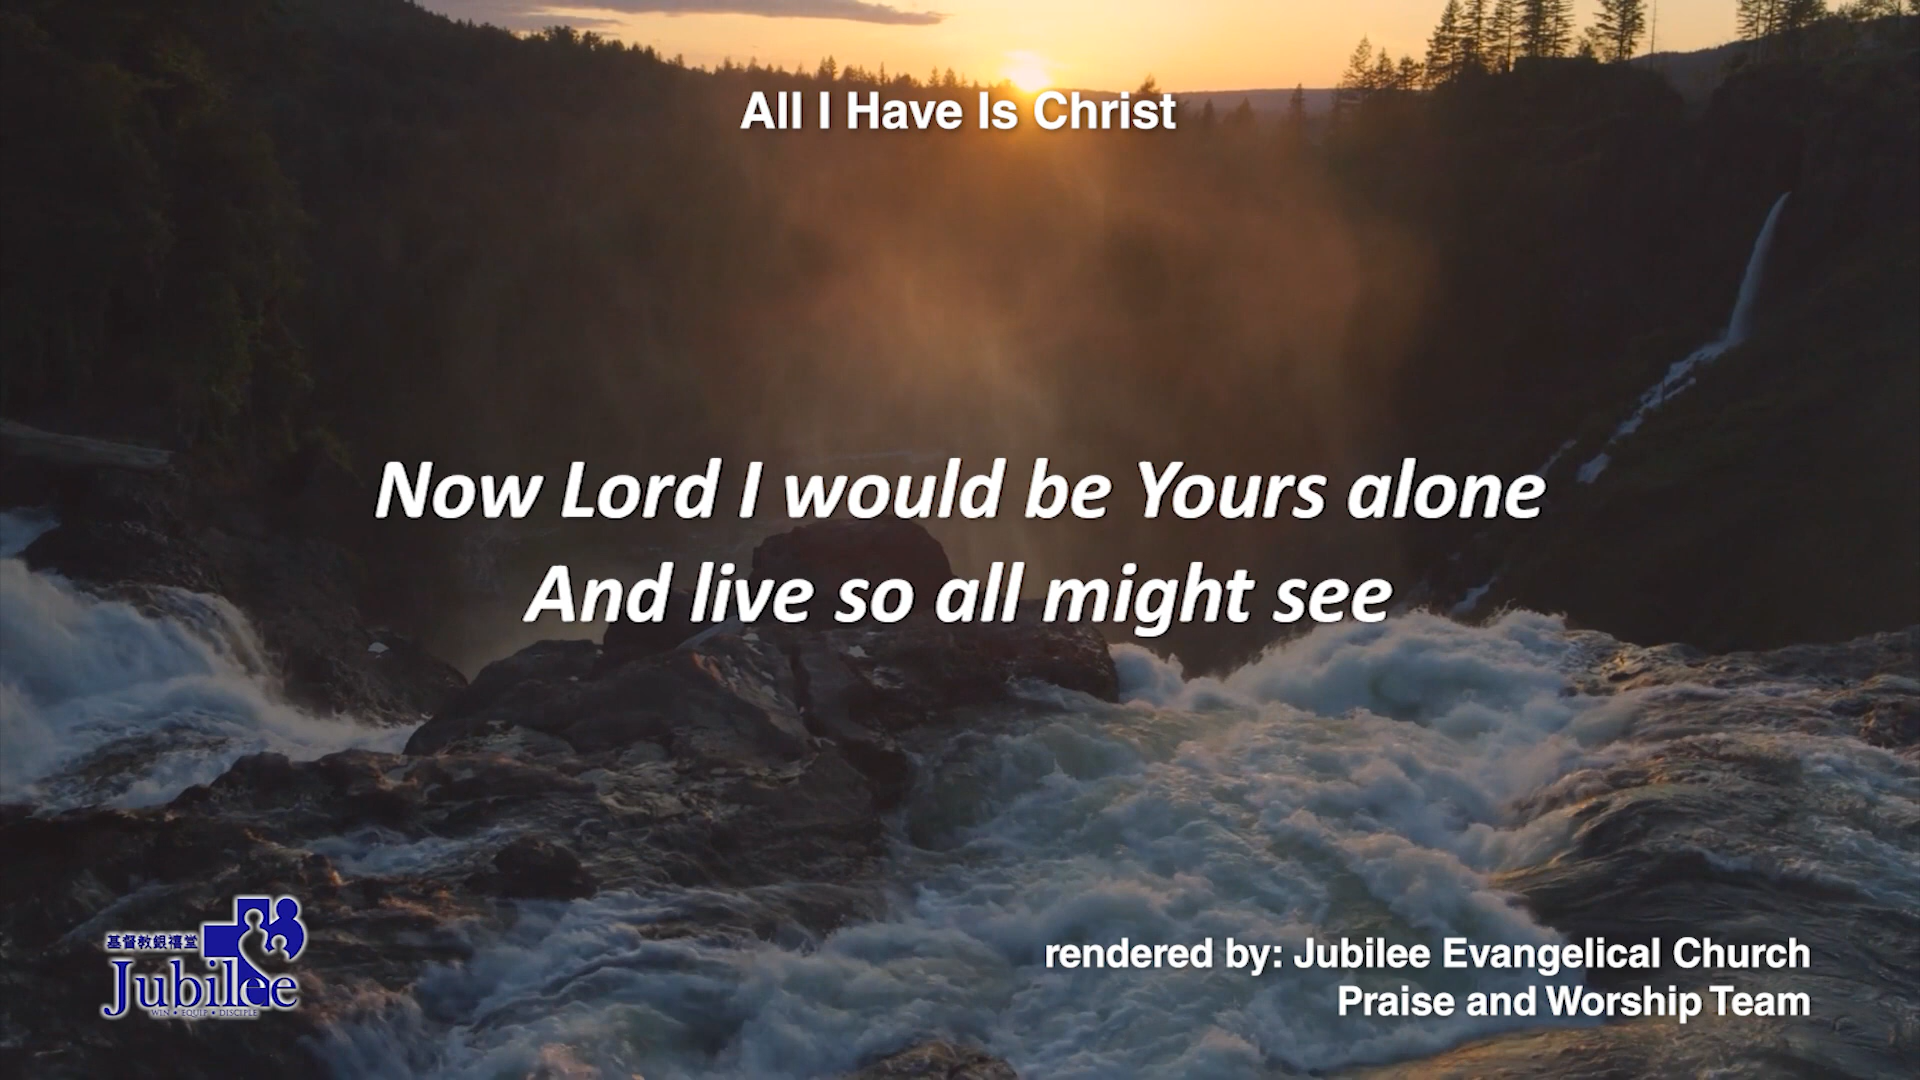 All I Have Is Christ
Now Lord I would be Yours alone
And live so all might see
基督教銀禧堂
Jubilee
WIN • EQUIP • DISCIPLE
rendered by: Jubilee Evangelical Church
Praise and Worship Team